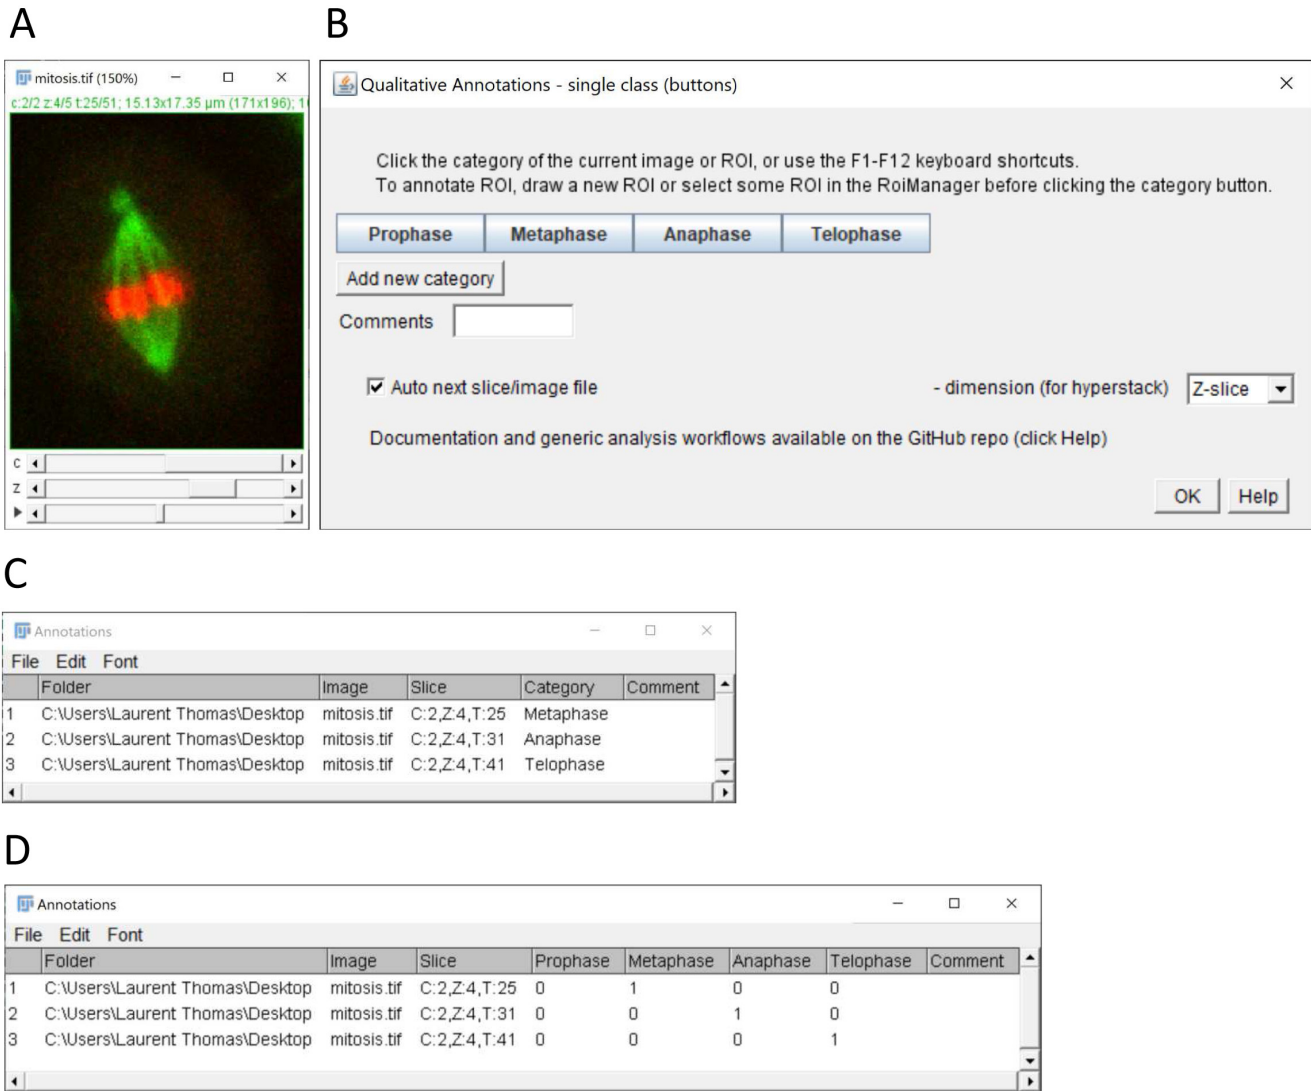 A
B
mitosis.tif (150%)
c:2/2 z:4/5 t:25/51; 15.13x17.35 µm (171x196);
Qualitative Annotations - single class (buttons)
Click the category of the current image or ROI, or use the F1-F12 keyboard shortcuts.
To annotate ROI, draw a new ROI or select some ROI in the RoiManager before clicking the category button.
Prophase Metaphase Anaphase Telophase
Add new category
Comments
Auto next slice/image file - dimension (for hyperstack) Z-slice
Documentation and generic analysis workflows available on the GitHub repo (click Help)
OK Help
c
z
C
Annotations
File Edit Font
Folder Image Slice Category Comment
1 C:\Users\Laurent Thomas\Desktop mitosis.tif C:2,Z:4,T:25 Metaphase
2 C:\Users\Laurent Thomas\Desktop mitosis.tif C:2,Z:4,T:31 Anaphase
3 C:\Users\Laurent Thomas\Desktop mitosis.tif C:2,Z:4,T:41 Telophase
D
Annotations
File Edit Font
Folder Image Slice Prophase Metaphase Anaphase Telophase Comment
1 C:\Users\Laurent Thomas\Desktop mitosis.tif C:2,Z:4,T:25 0 1 0 0
2 C:\Users\Laurent Thomas\Desktop mitosis.tif C:2,Z:4,T:31 0 0 1 0
3 C:\Users\Laurent Thomas\Desktop mitosis.tif C:2,Z:4,T:41 0 0 0 1